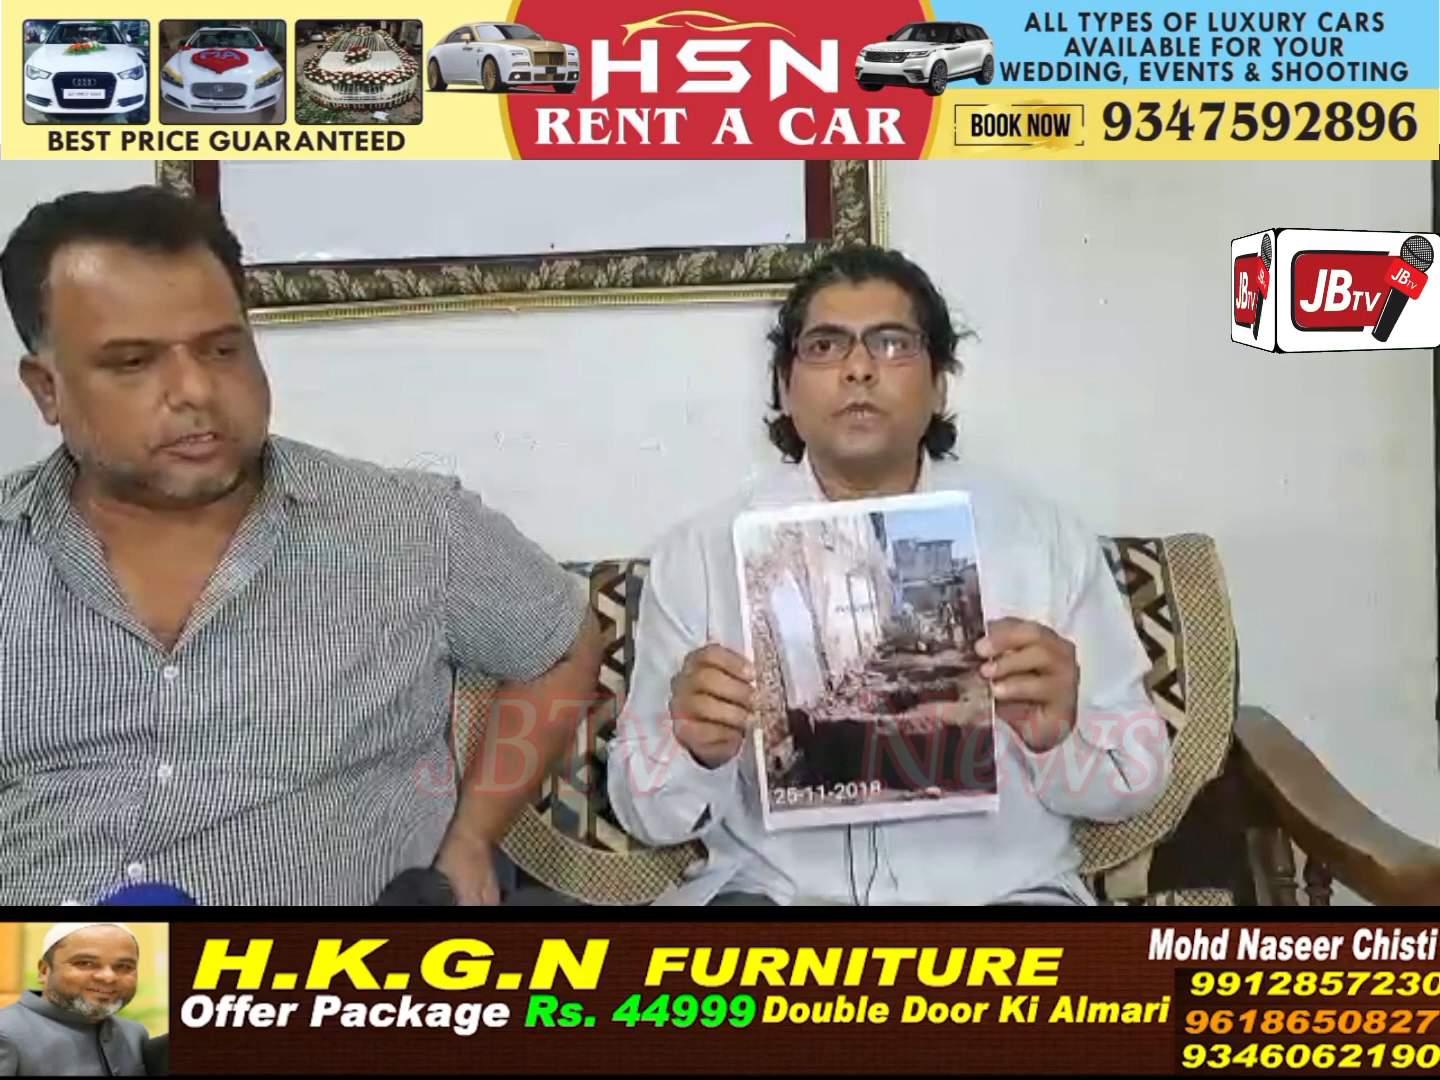 HSN
RENT A CAR
BEST PRICE GUARANTEED
ALL TYPES OF LUXURY CARS
AVAILABLE FOR YOUR
WEDDING, EVENTS & SHOOTING
BOOK NOW 9347592896
JBTV
JBTV
JB
JBTv News
25-11-2018
H.K.G.N FURNITURE
Offer Package Rs. 44999 Double Door Ki Almari
Mohd Naseer Chisti
9912857230
9618650827
9346062190